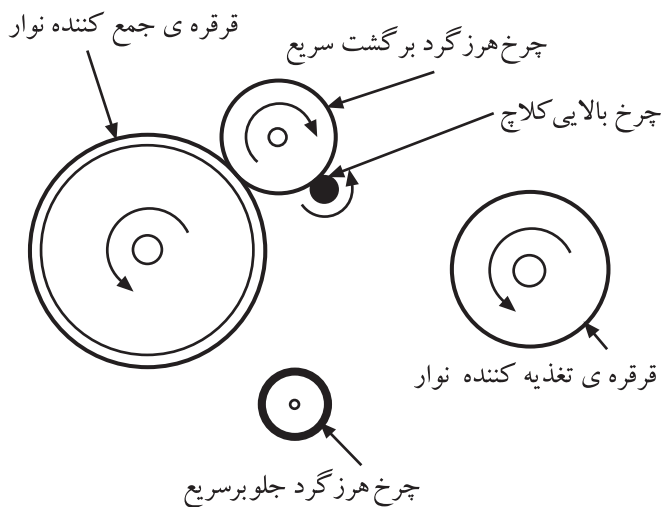 قرقره ی جمع کننده نوار
چرخ هرزگرد برگشت سریع
چرخ بالایی کلاچ
قرقره ی تغذیه کننده نوار
چرخ هرزگرد جلوبرسریع